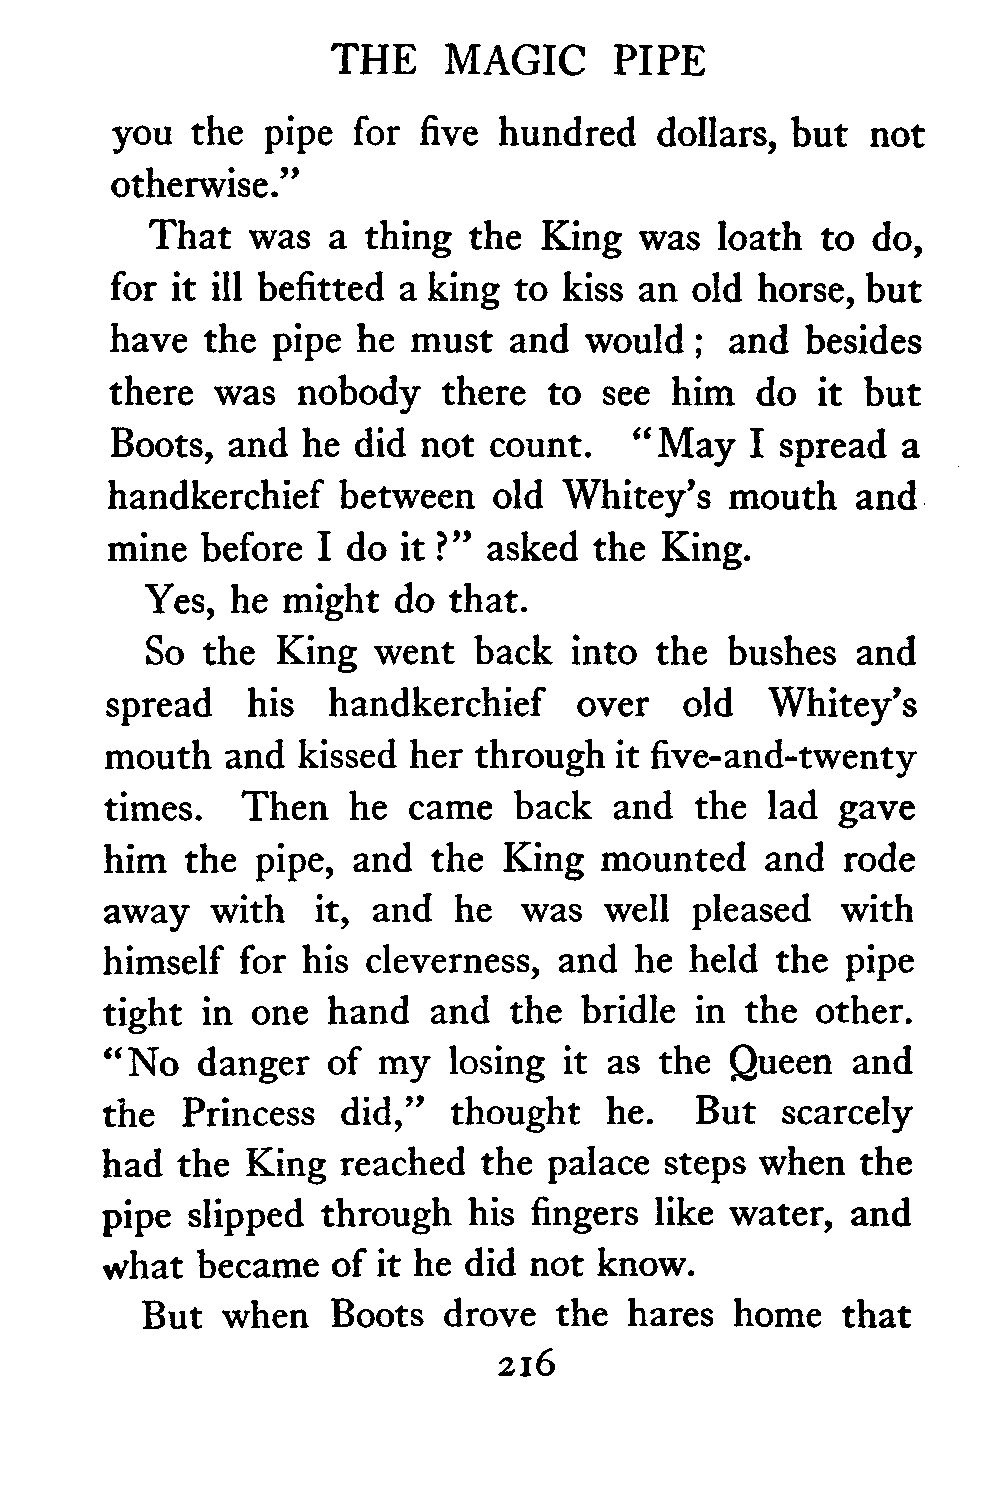 THE MAGIC PIPE
you the pipe for five hundred dollars, but not
otherwise.”
That was a thing the King was loath to do,
for it ill befitted a king to kiss an old horse, but
have the pipe he must and would ; and besides
there was nobody there to see him do it but
Boots, and he did not count. “May I spread a
handkerchief between old Whitey’s mouth and
mine before I do it ?” asked the King.
Yes, he might do that.
So the King went back into the bushes and
spread his handkerchief over old Whitey’s
mouth and kissed her through it five-and-twenty
times. Then he came back and the lad gave
him the pipe, and the King mounted and rode
away with it, and he was well pleased with
himself for his cleverness, and he held the pipe
tight in one hand and the bridle in the other.
“No danger of my losing it as the Queen and
the Princess did,” thought he. But scarcely
had the King reached the palace steps when the
pipe slipped through his fingers like water, and
what became of it he did not know.
But when Boots drove the hares home that
216